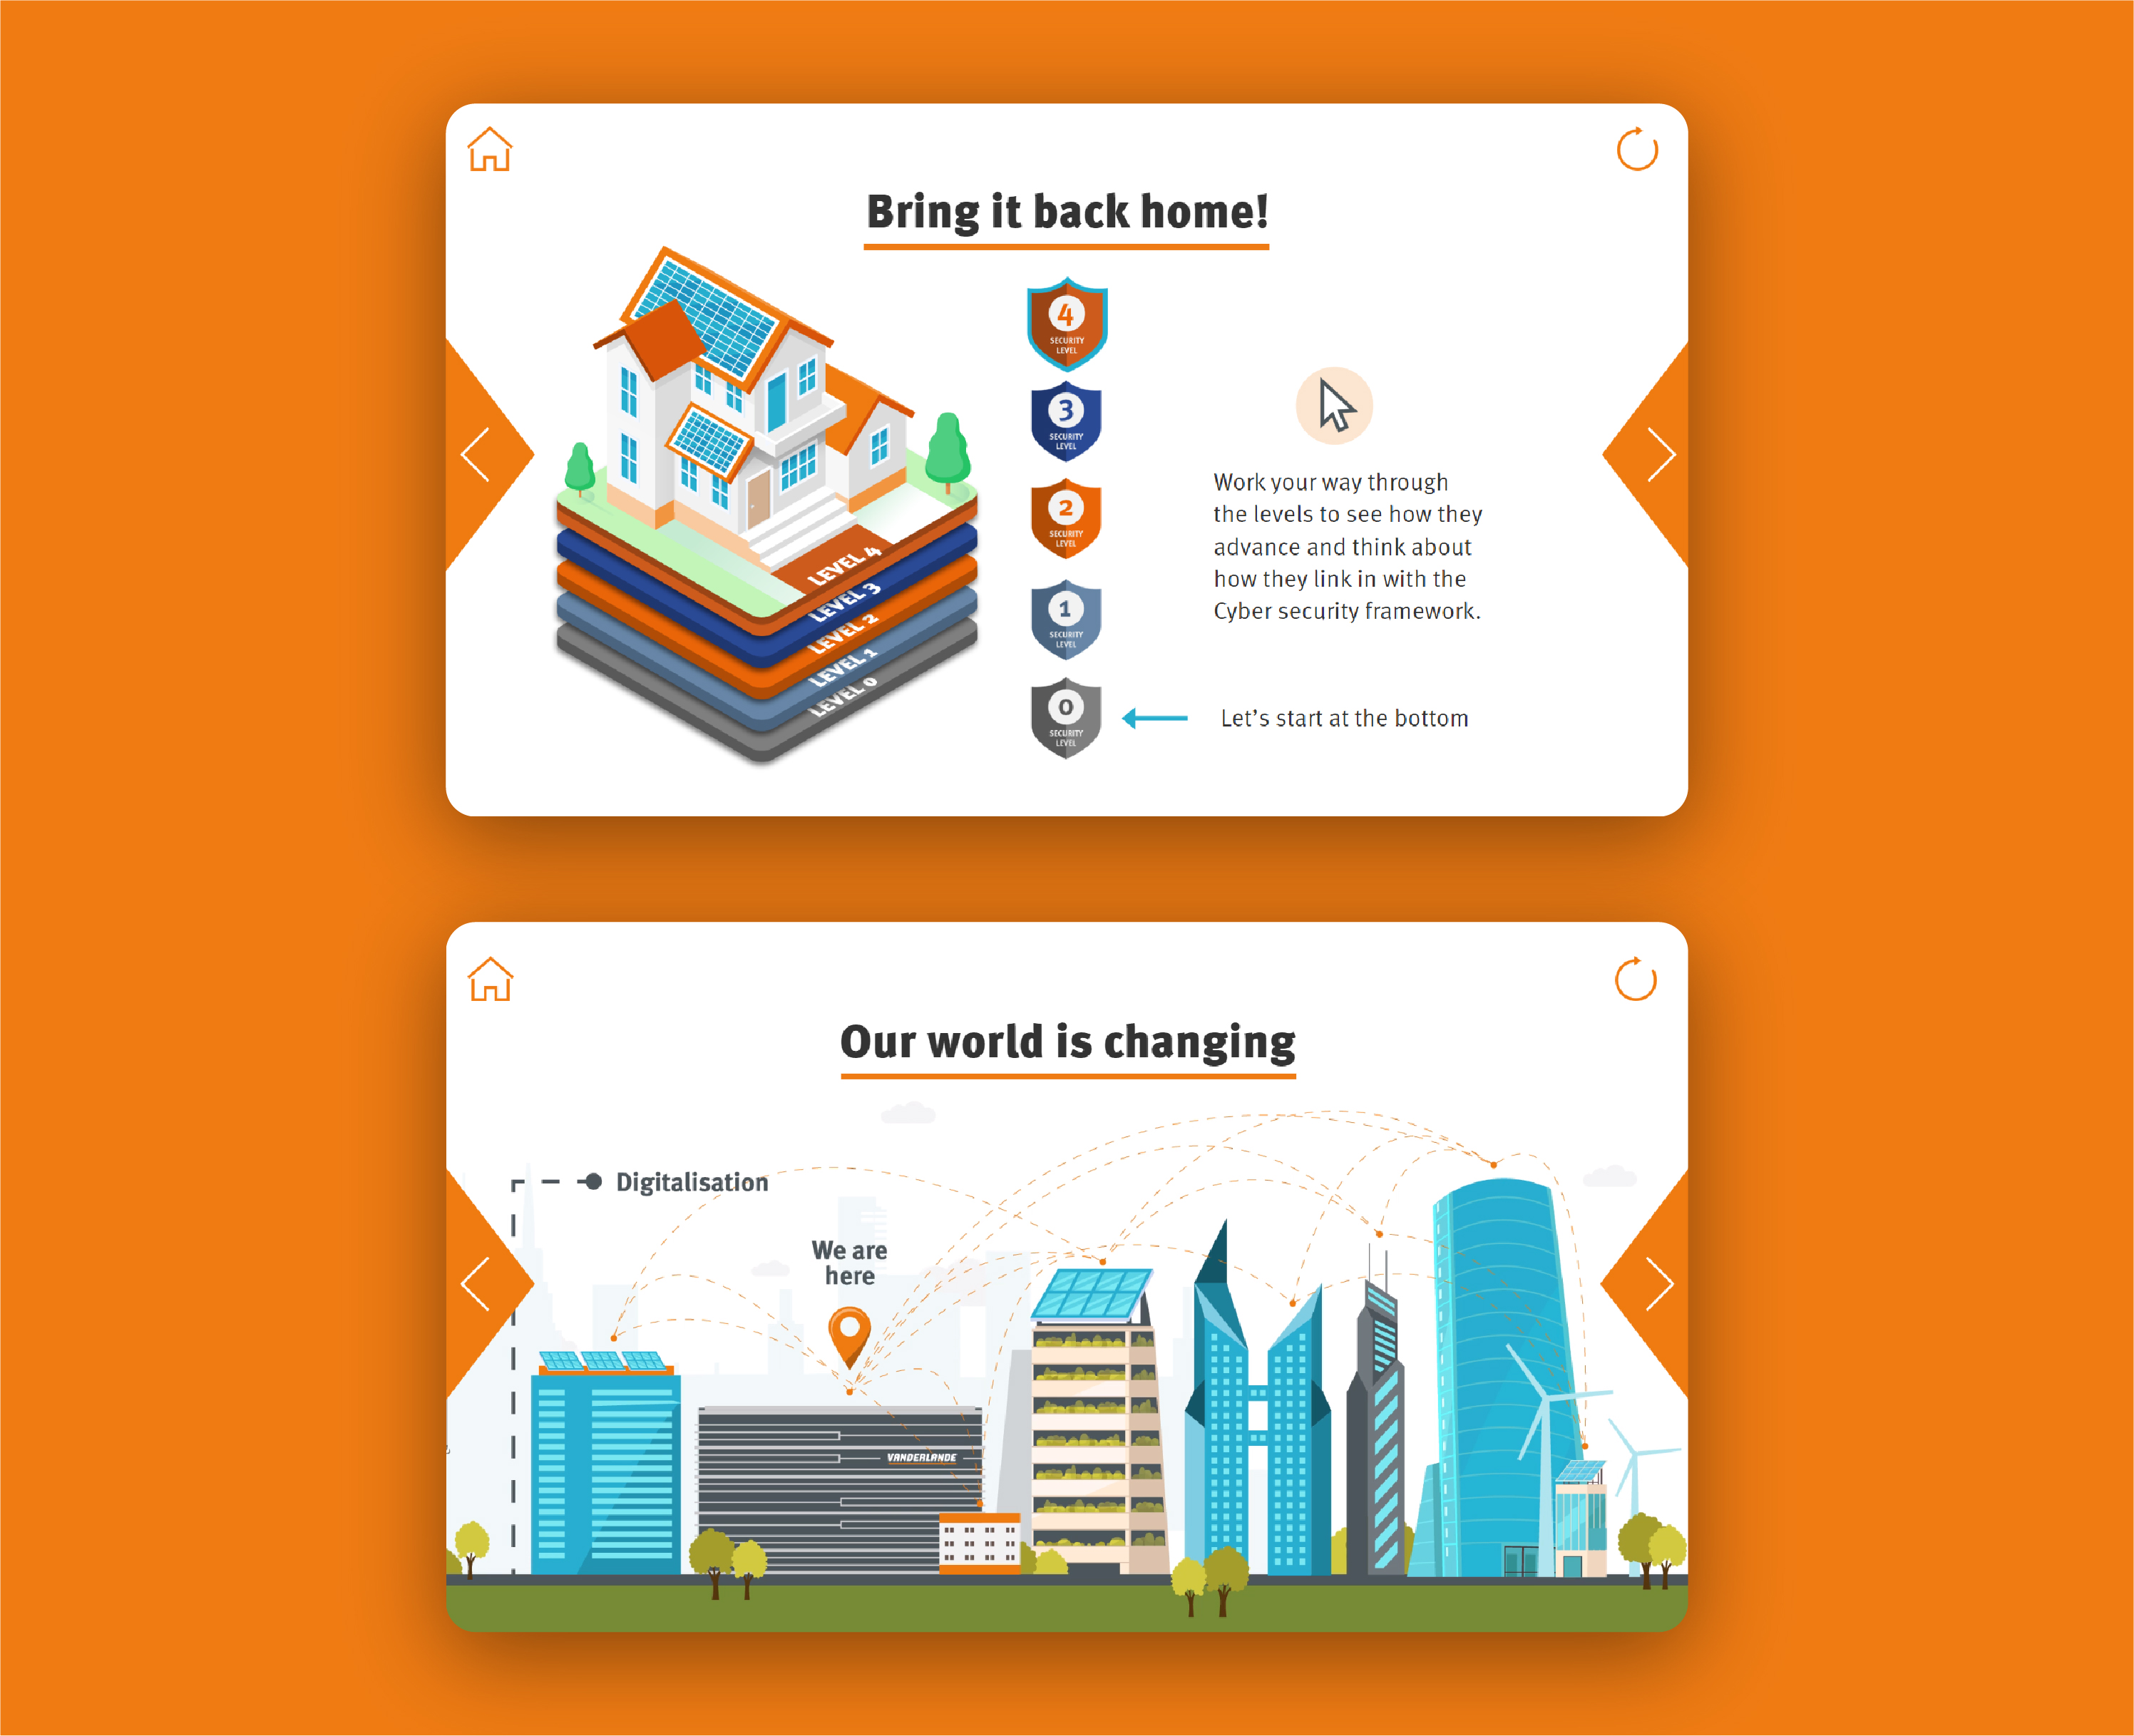 Bring it back home!
4
SECURITY
LEVEL
3
SECURITY
LEVEL
2
SECURITY
LEVEL
1
SECURITY
LEVEL
0
SECURITY
LEVEL
LEVEL 4
LEVEL 3
LEVEL 2
LEVEL 1
LEVEL 0
Work your way through
the levels to see how they
advance and think about
how they link in with the
Cyber security framework.
Let's start at the bottom
Our world is changing
Digitalisation
We are
here
VANDERLANDE